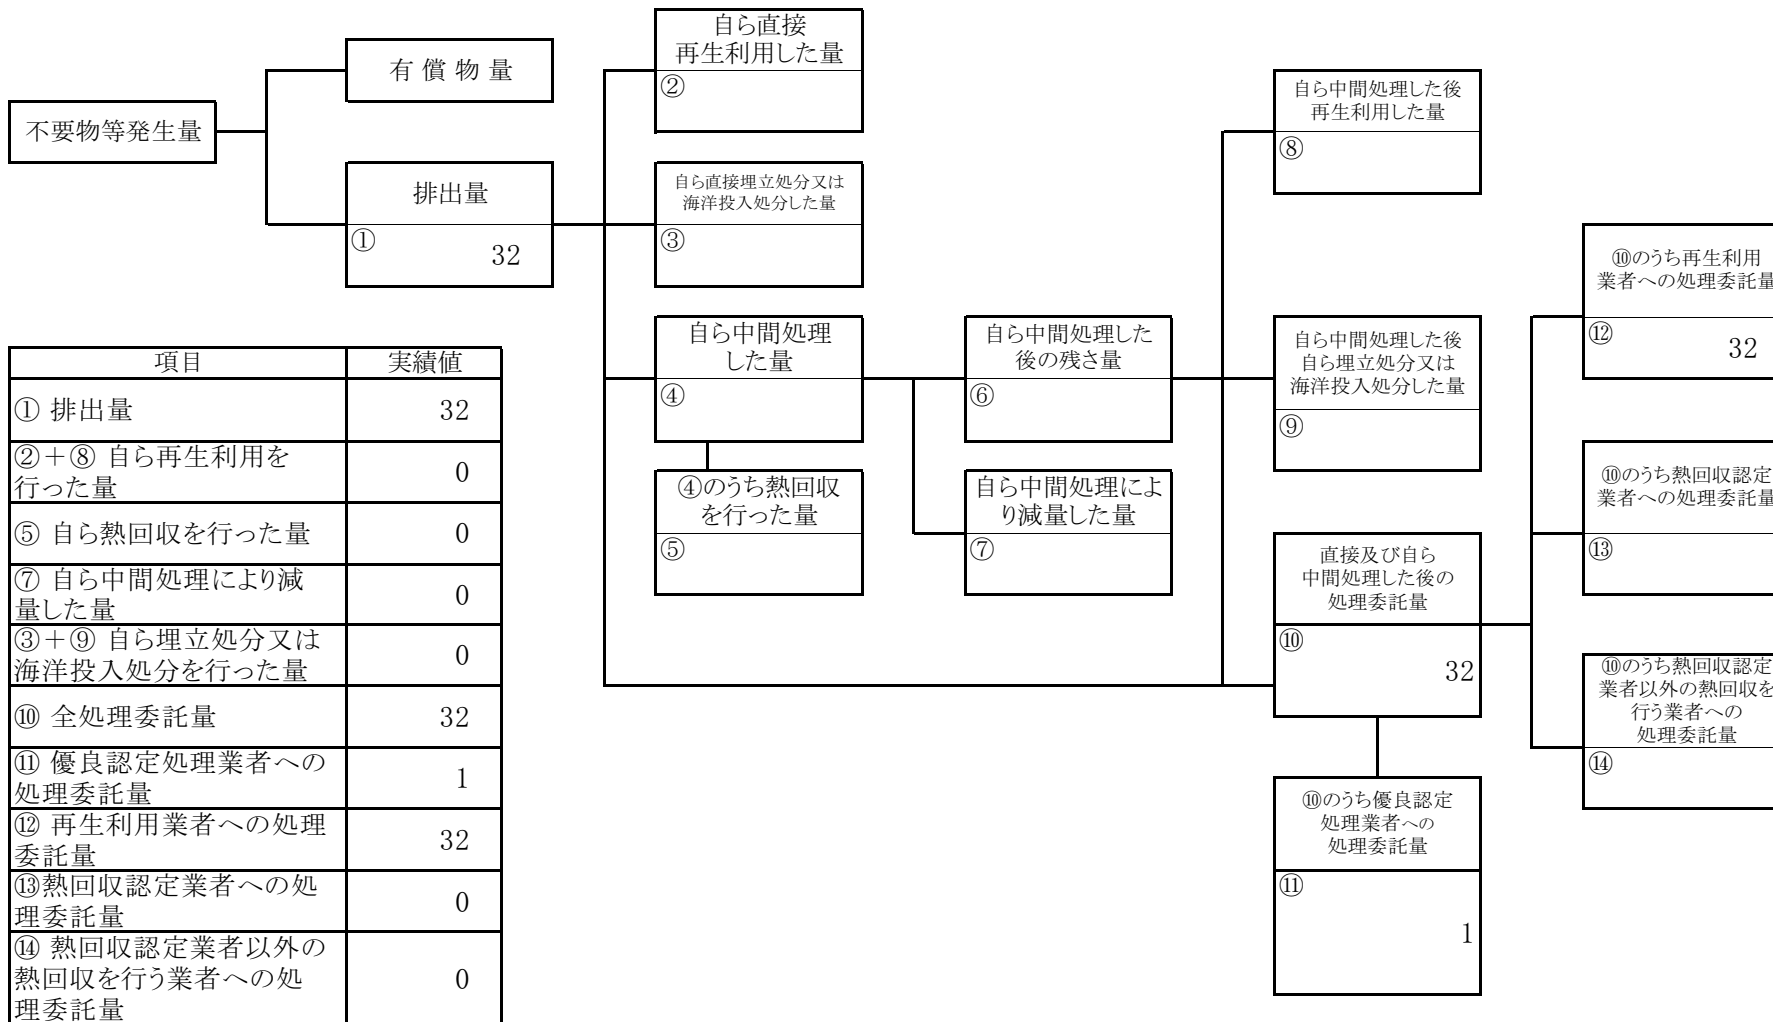 不要物等発生量
有償物量
排出量
①
32
自ら直接
再生利用した量
②
自ら直接埋立処分又は
海洋投入処分した量
③
自ら中間処理
した量
④
④のうち熱回収
を行った量
⑤
自ら中間処理した
後の残さ量
⑥
自ら中間処理によ
り減量した量
⑦
自ら中間処理した後
再生利用した量
⑧
自ら中間処理した後
自ら埋立処分又は
海洋投入処分した量
⑨
直接及び自ら
中間処理した後の
処理委託量
⑩
32
⑩のうち優良認定
処理業者への
処理委託量
⑪
1
⑩のうち再生利用
業者への処理委託量
⑫
32
⑩のうち熱回収認定
業者への処理委託量
⑬
⑩のうち熱回収認定
業者以外の熱回収を
行う業者への
処理委託量
⑭
項目 実績値
① 排出量 32
②+⑧ 自ら再生利用を
行った量 0
⑤ 自ら熱回収を行った量 0
⑦ 自ら中間処理により減
量した量 0
③+⑨ 自ら埋立処分又は
海洋投入処分を行った量 0
⑩ 全処理委託量 32
⑪ 優良認定処理業者への
処理委託量 1
⑫ 再生利用業者への処理
委託量 32
⑬熱回収認定業者への処
理委託量 0
⑭ 熱回収認定業者以外の
熱回収を行う業者への処
理委託量 0